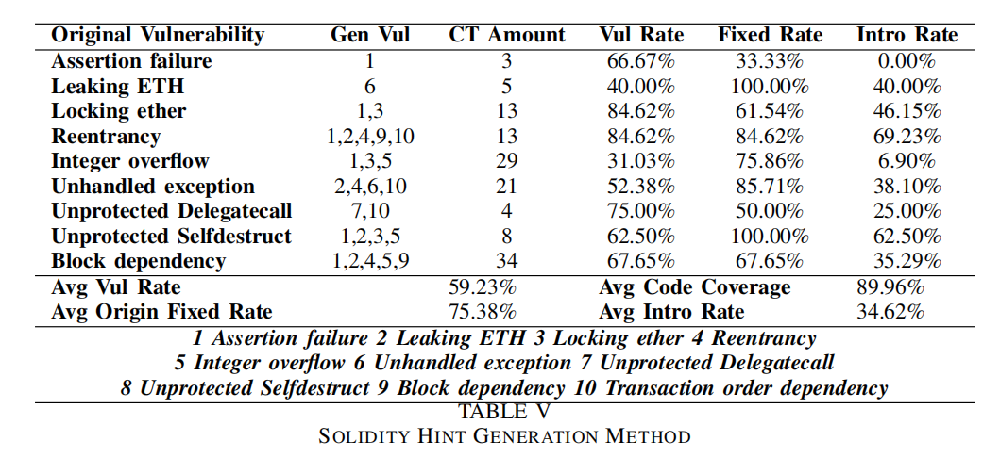 Original Vulnerability Gen Vul CT Amount Vul Rate Fixed Rate Intro Rate
Assertion failure 1 3 66.67% 33.33% 0.00%
Leaking ETH 6 5 40.00% 100.00% 40.00%
Locking ether 1,3 13 84.62% 61.54% 46.15%
Reentrancy 1,2,4,9,10 13 84.62% 84.62% 69.23%
Integer overflow 1,3,5 29 31.03% 75.86% 6.90%
Unhandled exception 2,4,6,10 21 52.38% 85.71% 38.10%
Unprotected Delegatecall 7,10 4 75.00% 50.00% 25.00%
Unprotected Selfdestruct 1,2,3,5 8 62.50% 100.00% 62.50%
Block dependency 1,2,4,5,9 34 67.65% 67.65% 35.29%
Avg Vul Rate 59.23% Avg Code Coverage 89.96%
Avg Origin Fixed Rate 75.38% Avg Intro Rate 34.62%
1 Assertion failure 2 Leaking ETH 3 Locking ether 4 Reentrancy
5 Integer overflow 6 Unhandled exception 7 Unprotected Delegatecall
8 Unprotected Selfdestruct 9 Block dependency 10 Transaction order dependency
TABLE V
SOLIDITY HINT GENERATION METHOD